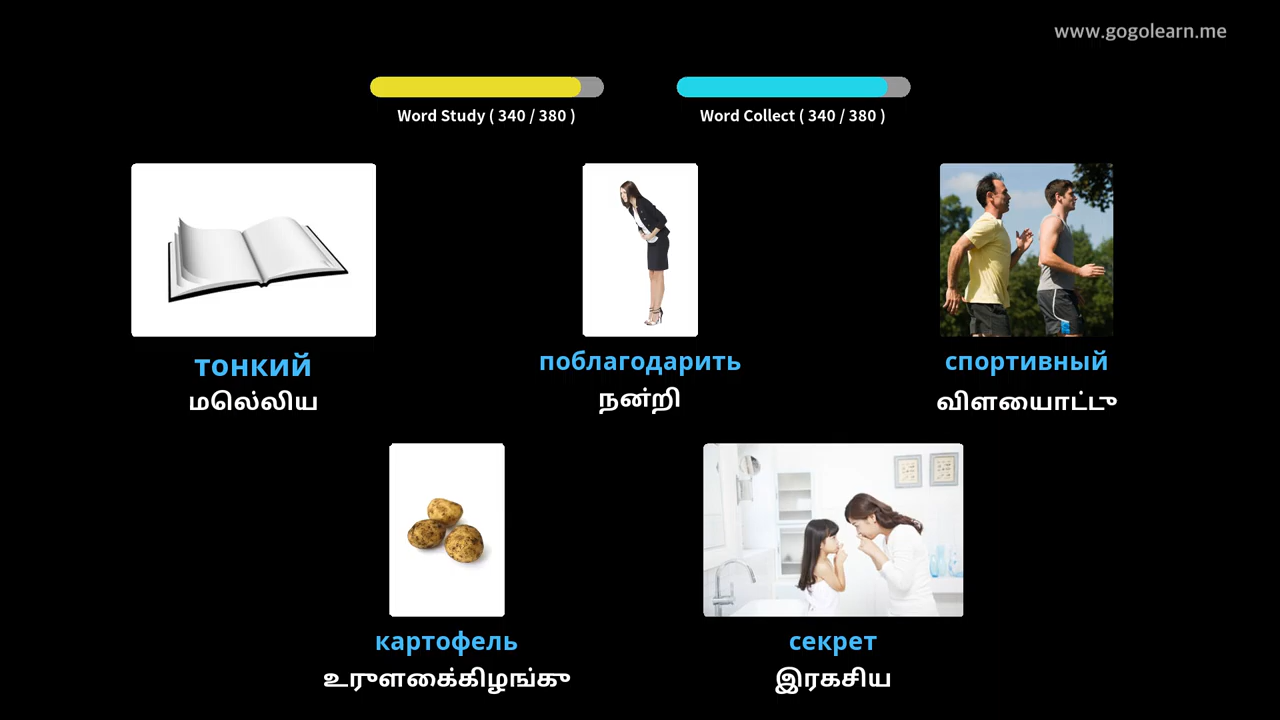 www.gogolearn.me
Word Study ( 340 / 380 )
Word Collect ( 340 / 380 )
тонкий
மெல்லிய
поблагодарить
நன்றி
спортивный
விளையாட்டு
картофель
உருளைக்கிழங்கு
секрет
இரகசிய